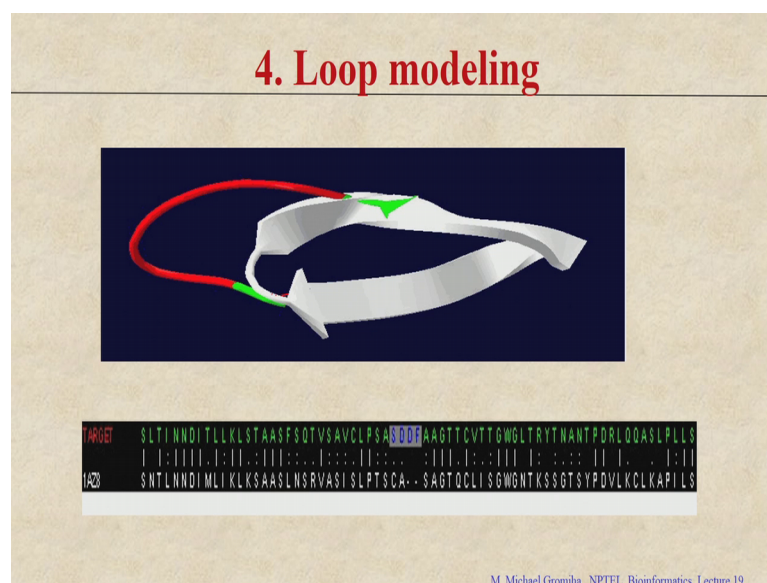 4. Loop modeling
TARGET SLTINNDITLLKLSTAASFSQTVSAVCLPSASDDFAAGTTCVTTGWGLTRYTNANTPDRLQQASLPLLS
1AZ8 SNTLNNDIMLIKLKSAASLNSRVASISLPTSCA--SAGTQCLISGWGNTKSSGTSYPDVLKCLKAPILS
M. Michael Gromiha, NPTEL, Bioinformatics, Lecture 19